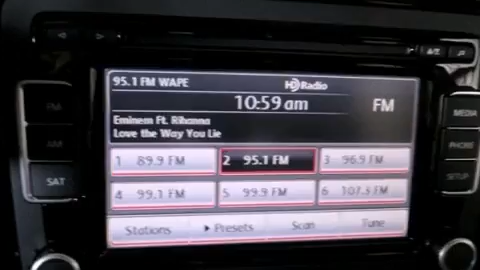 95.1 FM WAPE
HD Radio
10:59 am
FM
Eminem Ft. Rihanna
Love the Way You Lie
1 89.9 FM
2 95.1 FM
3 96.9 FM
4 99.1 FM
5 99.9 FM
6 107.3 FM
Stations
Presets
Scan
Tune
FM
AM
SAT
MEDIA
PHONE
SETUP